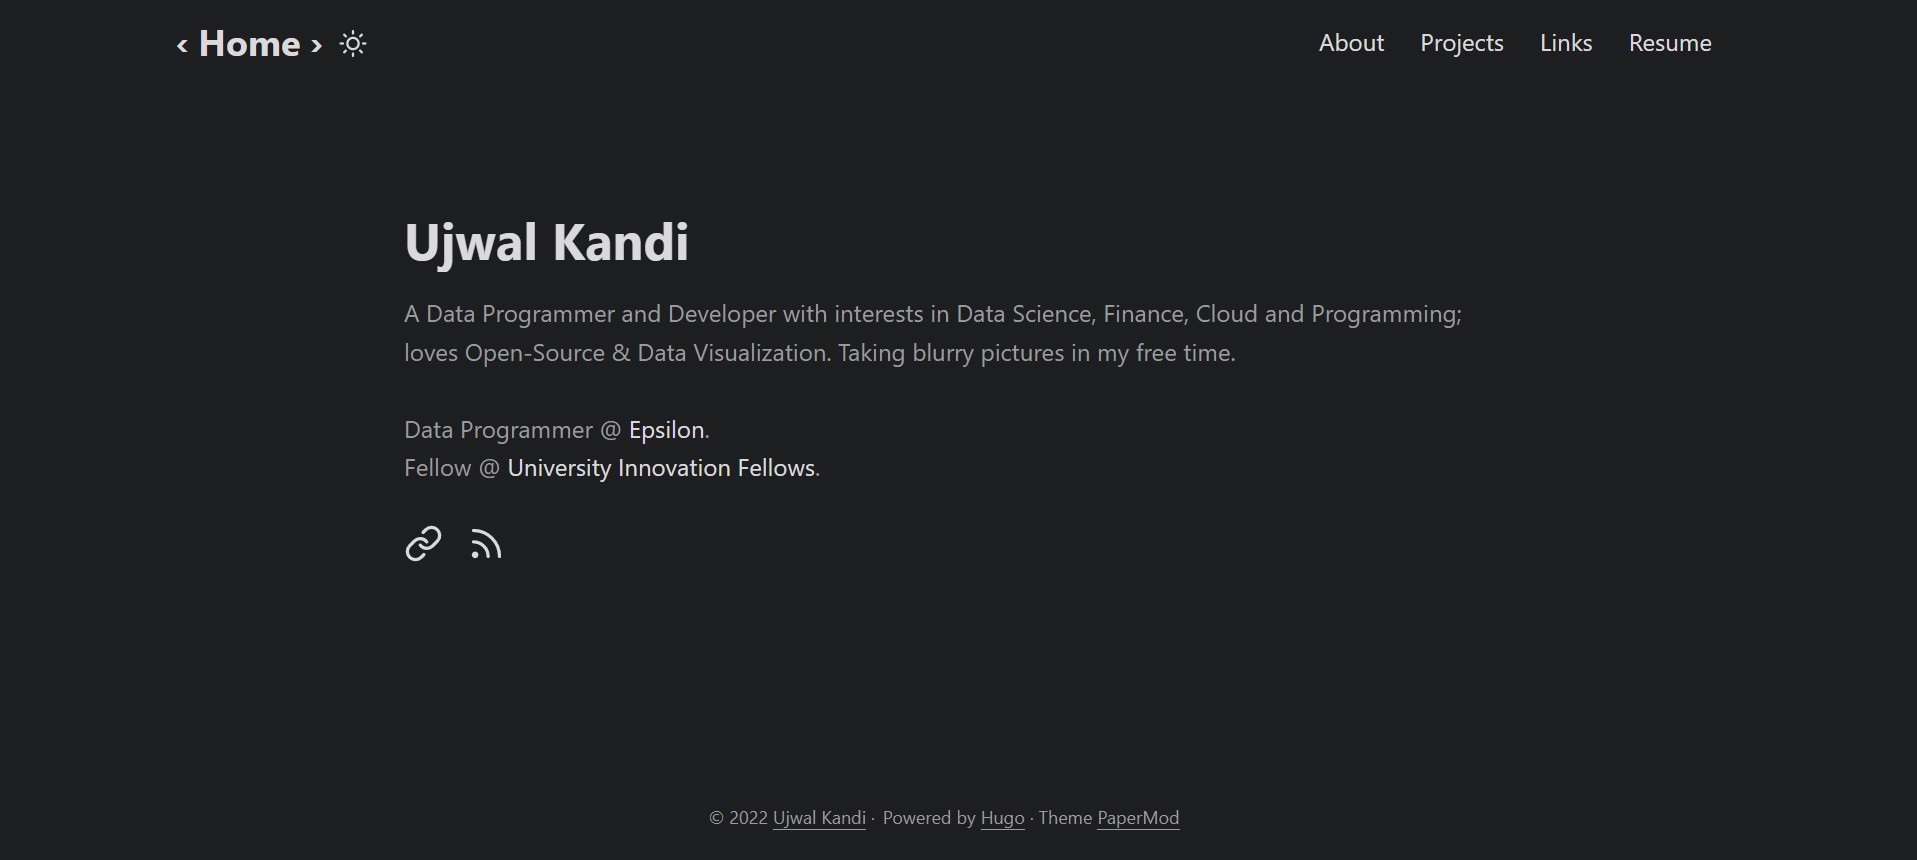 ‹ Home ›
About Projects Links Resume
Ujwal Kandi
A Data Programmer and Developer with interests in Data Science, Finance, Cloud and Programming;
loves Open-Source & Data Visualization. Taking blurry pictures in my free time.
Data Programmer @ Epsilon.
Fellow @ University Innovation Fellows.
© 2022 Ujwal Kandi · Powered by Hugo · Theme PaperMod